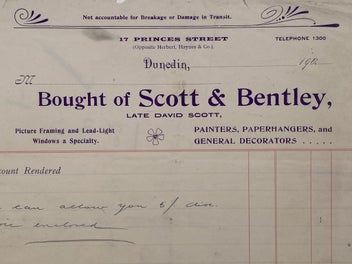 Not accountable for Breakage or Damage in Transit.
17 PRINCES STREET
TELEPHONE 1300
(Opposite Herbert, Haynes & Co.)
Dunedin, 190
M
Bought of Scott & Bentley,
LATE DAVID SCOTT,
Picture Framing and Lead-Light
Windows a Specialty.
PAINTERS, PAPERHANGERS, and
GENERAL DECORATORS . . . . .
count Rendered
can allow you
enclosed
1